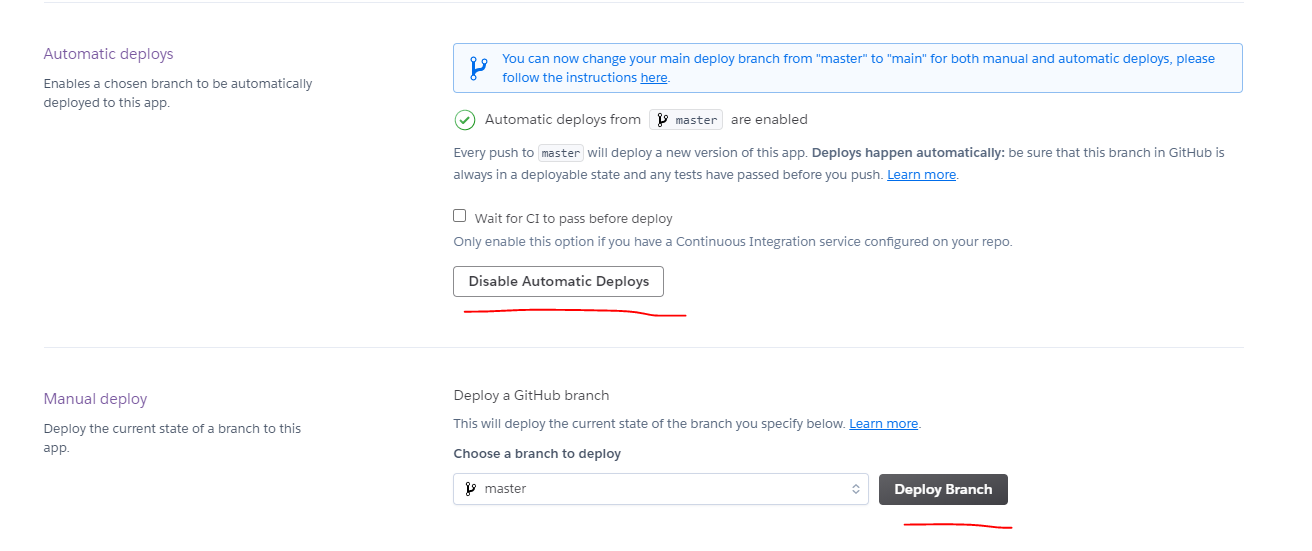 Automatic deploys
Enables a chosen branch to be automatically
deployed to this app.
You can now change your main deploy branch from "master" to "main" for both manual and automatic deploys, please
follow the instructions here.
Automatic deploys from master are enabled
Every push to master will deploy a new version of this app. Deploys happen automatically: be sure that this branch in GitHub is
always in a deployable state and any tests have passed before you push. Learn more.
Wait for CI to pass before deploy
Only enable this option if you have a Continuous Integration service configured on your repo.
Disable Automatic Deploys
Manual deploy
Deploy the current state of a branch to this
app.
Deploy a GitHub branch
This will deploy the current state of the branch you specify below. Learn more.
Choose a branch to deploy
master
Deploy Branch